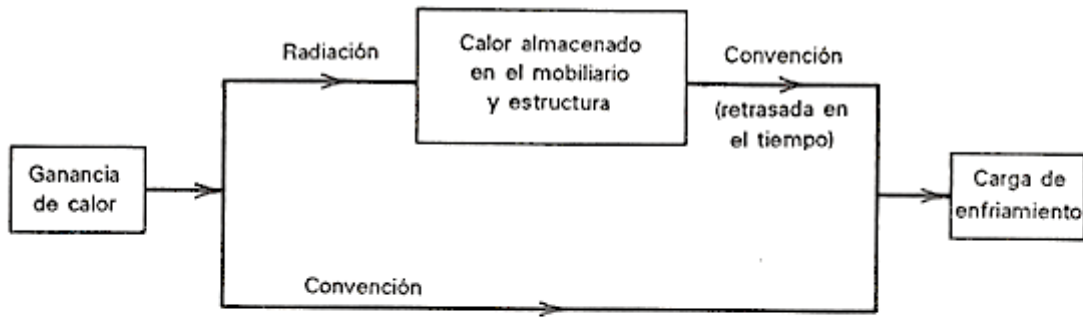 Ganancia
de calor
Radiación
Calor almacenado
en el mobiliario
y estructura
Convención
(retrasada en
el tiempo)
Convención
Carga de
enfriamiento